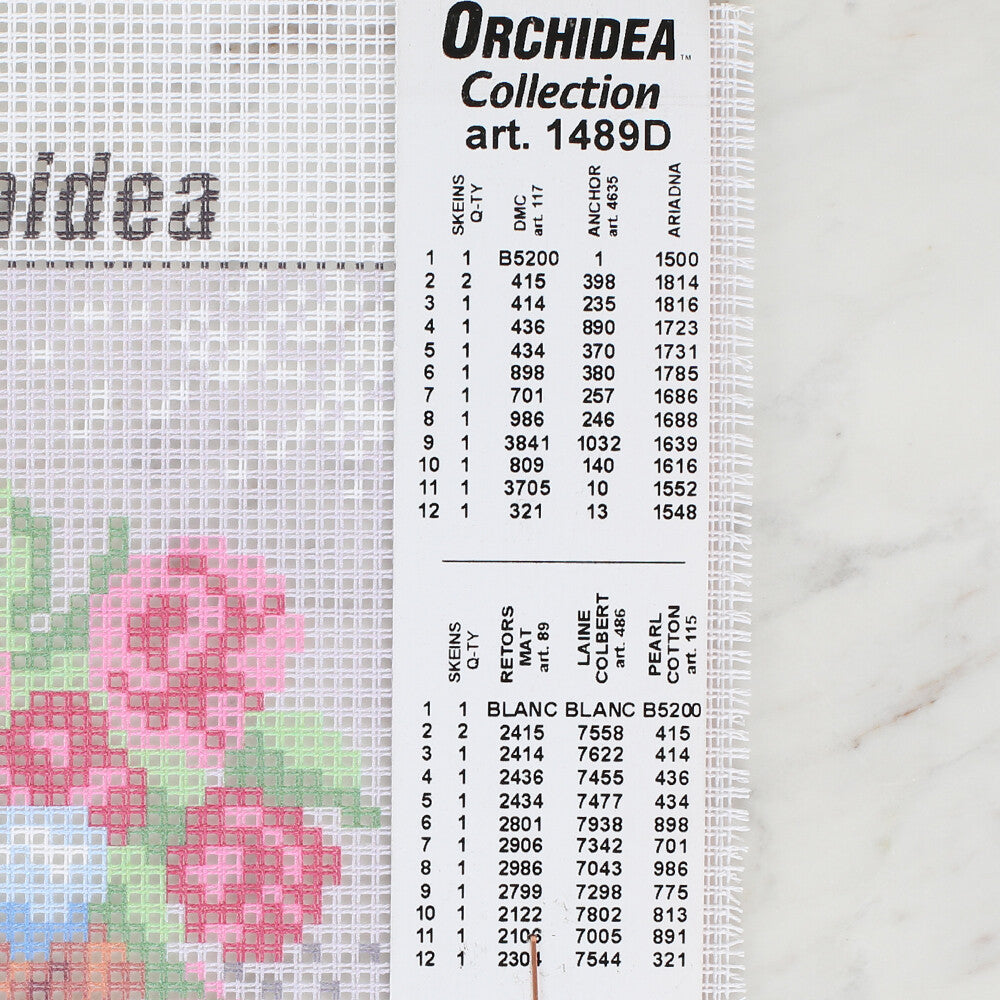 ORCHIDEA™
Collection
art. 1489D
idea
SKEINS Q-TY DMC art. 117 ANCHOR art. 4635 ARIADNA
1 1 B5200 1 1500
2 2 415 398 1814
3 1 414 235 1816
4 1 436 890 1723
5 1 434 370 1731
6 1 898 380 1785
7 1 701 257 1686
8 1 986 246 1688
9 1 3841 1032 1639
10 1 809 140 1616
11 1 3705 10 1552
12 1 321 13 1548
SKEINS Q-TY RETORS MAT art. 89 LAINE COLBERT art. 486 PEARL COTTON art. 115
1 1 BLANC BLANC B5200
2 2 2415 7558 415
3 1 2414 7622 414
4 1 2436 7455 436
5 1 2434 7477 434
6 1 2801 7938 898
7 1 2906 7342 701
8 1 2986 7043 986
9 1 2799 7298 775
10 1 2122 7802 813
11 1 2106 7005 891
12 1 2304 7544 321